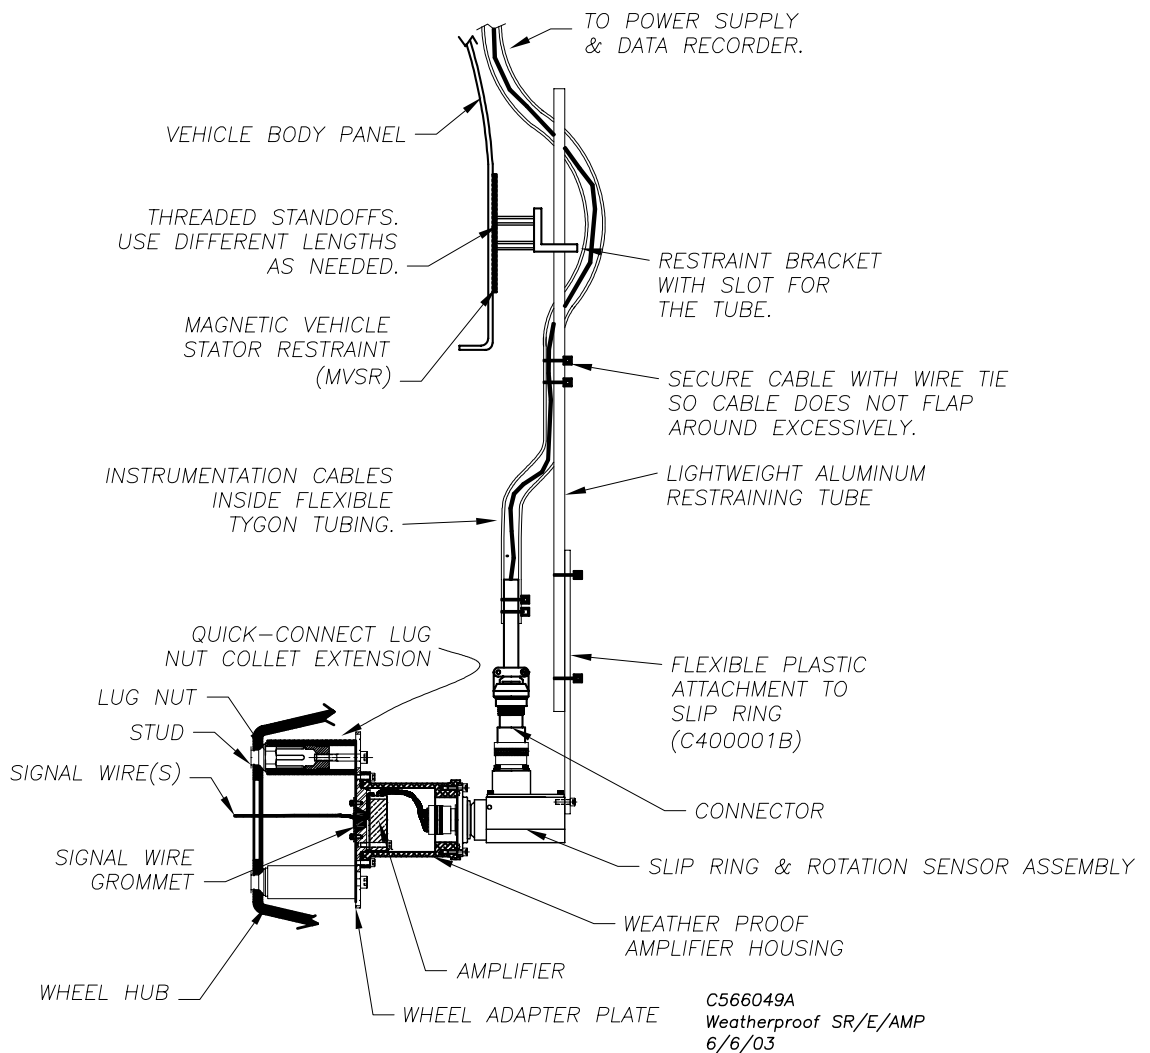 TO POWER SUPPLY
& DATA RECORDER.
VEHICLE BODY PANEL
THREADED STANDOFFS.
USE DIFFERENT LENGTHS
AS NEEDED.
RESTRAINT BRACKET
WITH SLOT FOR
THE TUBE.
MAGNETIC VEHICLE
STATOR RESTRAINT
(MVSR)
SECURE CABLE WITH WIRE TIE
SO CABLE DOES NOT FLAP
AROUND EXCESSIVELY.
INSTRUMENTATION CABLES
INSIDE FLEXIBLE
TYGON TUBING.
LIGHTWEIGHT ALUMINUM
RESTRAINING TUBE
QUICK-CONNECT LUG
NUT COLLET EXTENSION
FLEXIBLE PLASTIC
ATTACHMENT TO
SLIP RING
(C400001B)
LUG NUT
STUD
SIGNAL WIRE(S)
CONNECTOR
SIGNAL WIRE
GROMMET
SLIP RING & ROTATION SENSOR ASSEMBLY
WEATHER PROOF
AMPLIFIER HOUSING
AMPLIFIER
WHEEL HUB
WHEEL ADAPTER PLATE
C566049A
Weatherproof SR/E/AMP
6/6/03